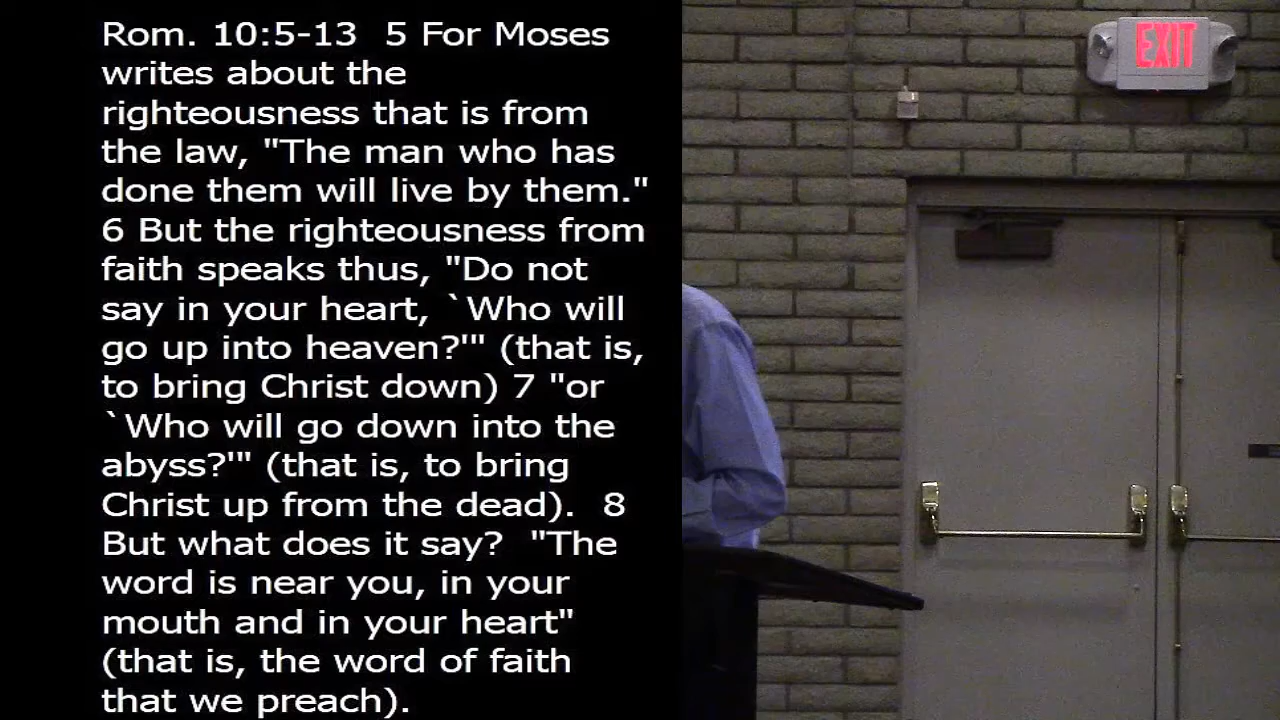 Rom. 10:5-13  5 For Moses
writes about the
righteousness that is from
the law, "The man who has
done them will live by them."
6 But the righteousness from
faith speaks thus, "Do not
say in your heart, `Who will
go up into heaven?'" (that is,
to bring Christ down) 7 "or
`Who will go down into the
abyss?'" (that is, to bring
Christ up from the dead).  8
But what does it say?  "The
word is near you, in your
mouth and in your heart"
(that is, the word of faith
that we preach).
EXIT